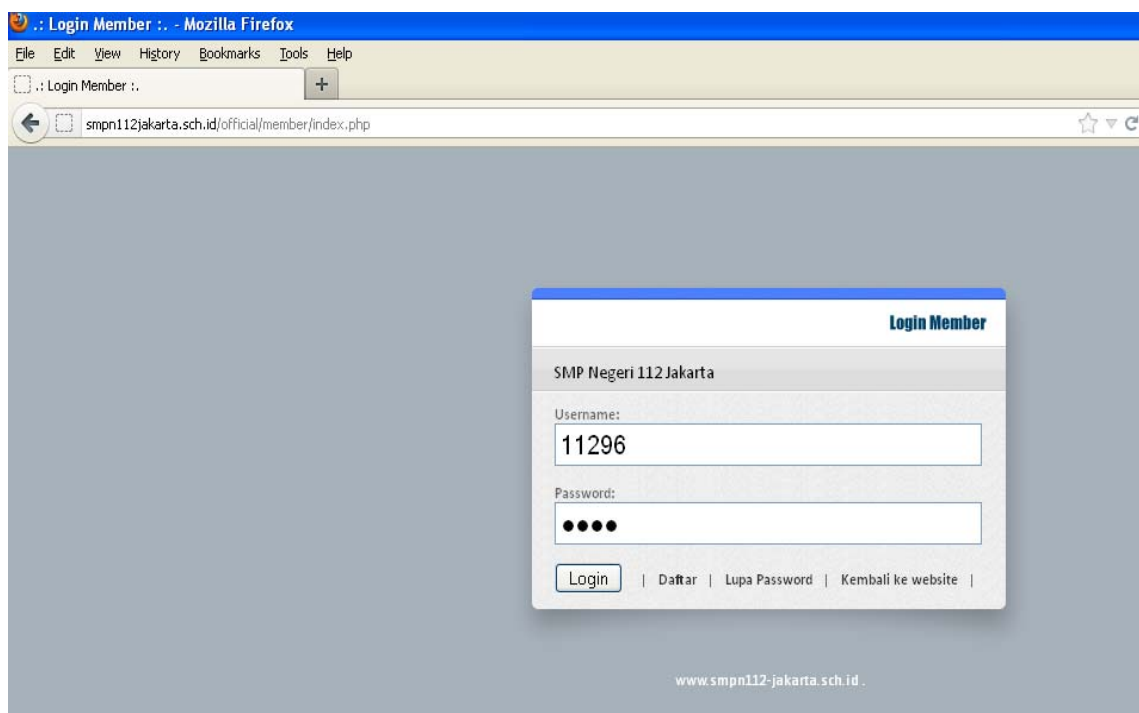 .: Login Member :. - Mozilla Firefox
File Edit View History Bookmarks Tools Help
.: Login Member :.
smpn112jakarta.sch.id/official/member/index.php
Login Member
SMP Negeri 112 Jakarta
Username:
11296
Password:
Login | Daftar | Lupa Password | Kembali ke website |
www.smpn112-jakarta.sch.id .